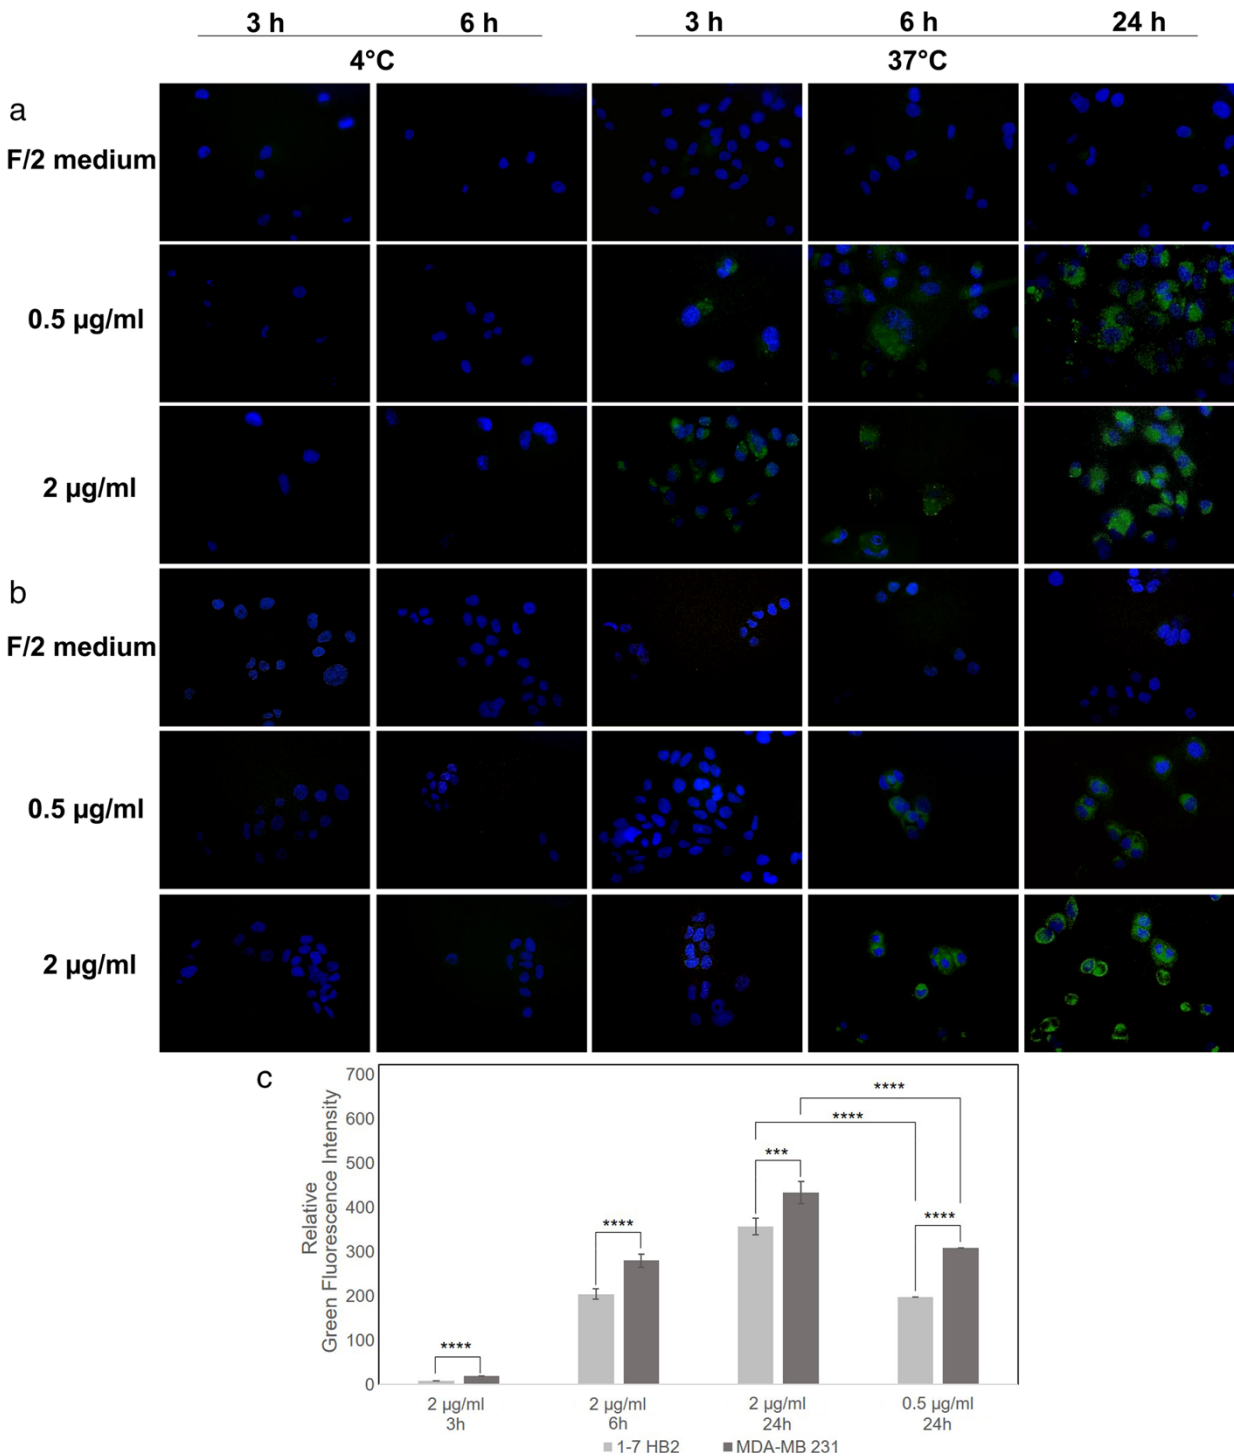 3 h 6 h 3 h 6 h 24 h
4°C 37°C
a
F/2 medium
0.5 µg/ml
2 µg/ml
b
F/2 medium
0.5 µg/ml
2 µg/ml
c
Relative
Green Fluorescence Intensity
700
600
500
400
300
200
100
0
****
****
***
****
****
****
2 µg/ml 2 µg/ml 2 µg/ml 0.5 µg/ml
3h 6h 24h 24h
1-7 HB2 MDA-MB 231